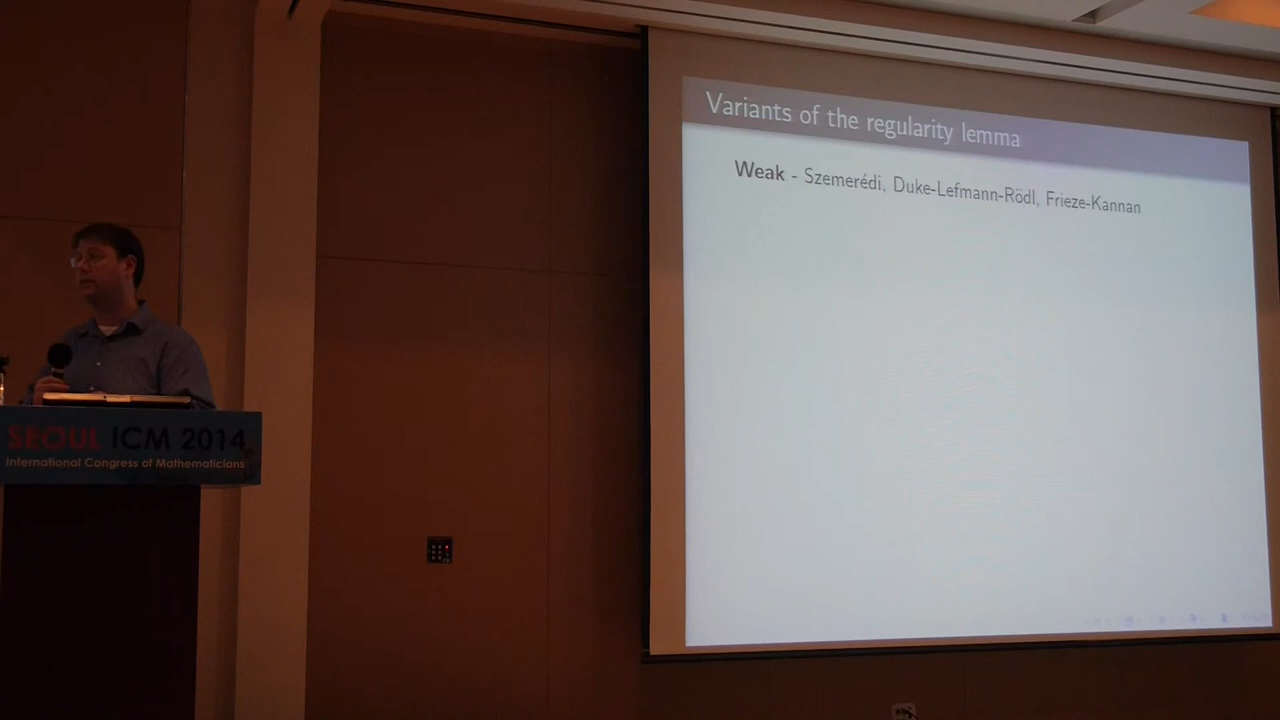 Variants of the regularity lemma
Weak - Szemerédi, Duke-Lefmann-Rödl, Frieze-Kannan
SEOUL ICM 2014
International Congress of Mathematicians